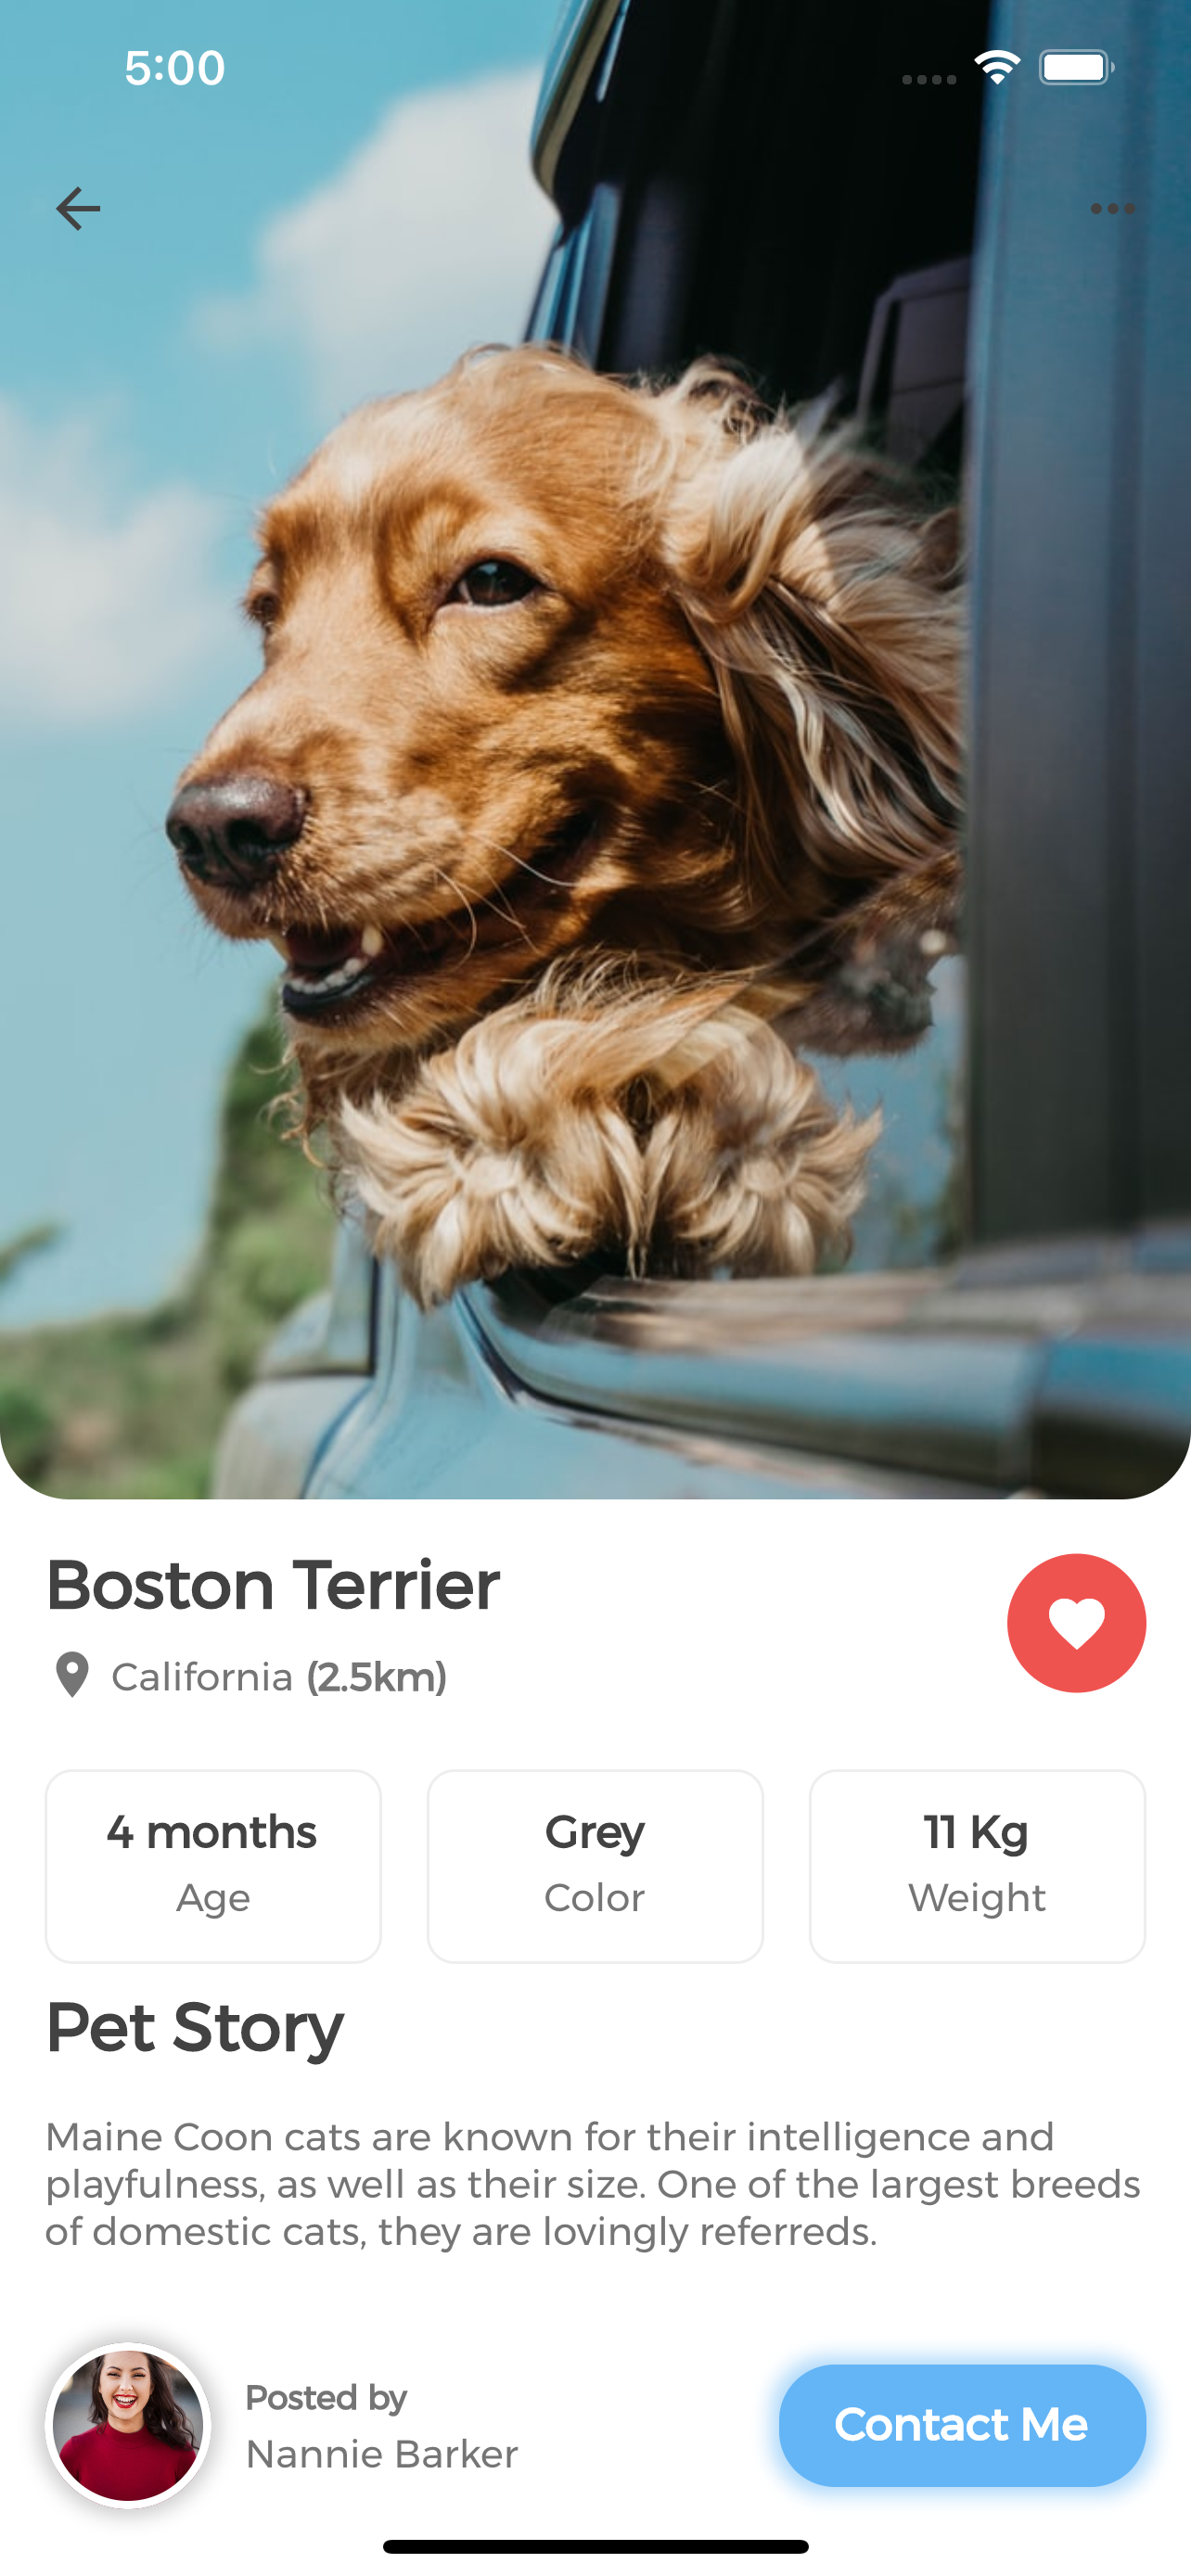 5:00
Boston Terrier
California (2.5km)
4 months
Age
Grey
Color
11 Kg
Weight
Pet Story
Maine Coon cats are known for their intelligence and
playfulness, as well as their size. One of the largest breeds
of domestic cats, they are lovingly referreds.
Posted by
Nannie Barker
Contact Me